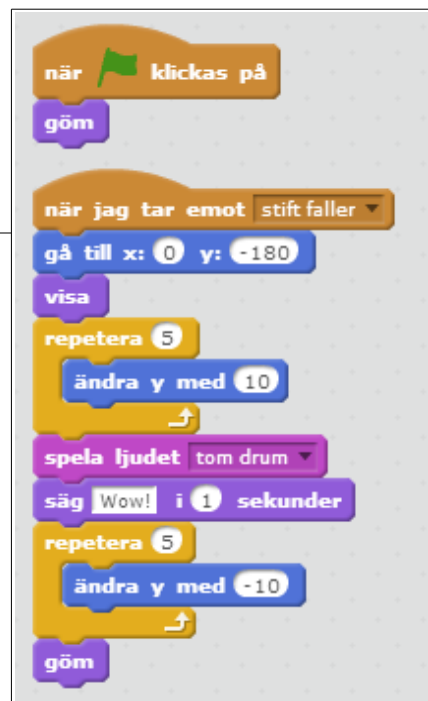 när klickas på
göm
när jag tar emot stift faller
gå till x: 0 y: -180
visa
repetera 5
ändra y med 10
spela ljudet tom drum
säg Wow! i 1 sekunder
repetera 5
ändra y med -10
göm